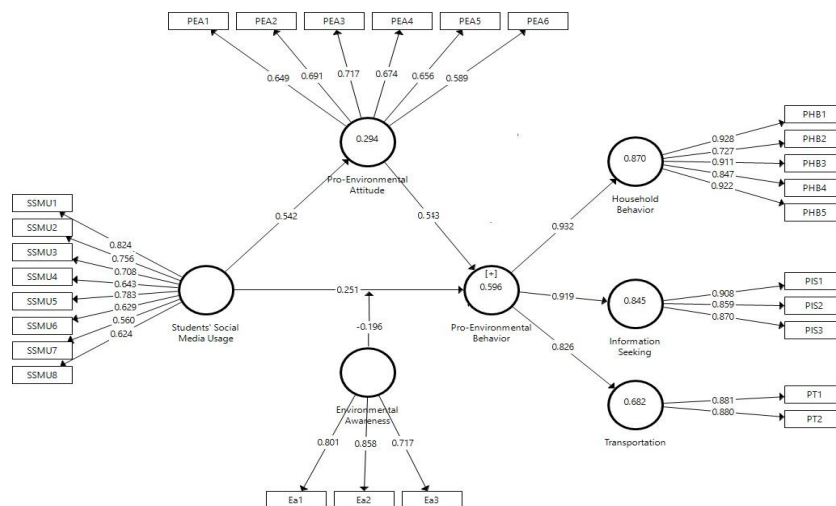 PEA1 PEA2 PEA3 PEA4 PEA5 PEA6
0.649 0.691 0.717 0.674 0.656 0.589
0.294
Pro-Environmental
Attitude
SSMU1
SSMU2
SSMU3
SSMU4
SSMU5
SSMU6
SSMU7
SSMU8
0.824
0.756
0.708
0.643
0.783
0.629
0.560
0.624
Students' Social
Media Usage
0.542
0.543
0.251
-0.196
Environmental
Awareness
0.801 0.858 0.717
Ea1 Ea2 Ea3
[+]
0.596
Pro-Environmental
Behavior
0.932
0.919
0.826
0.870
Household
Behavior
0.928
0.727
0.911
0.847
0.922
PHB1
PHB2
PHB3
PHB4
PHB5
0.845
Information
Seeking
0.908
0.859
0.870
PIS1
PIS2
PIS3
0.682
Transportation
0.881
0.880
PT1
PT2